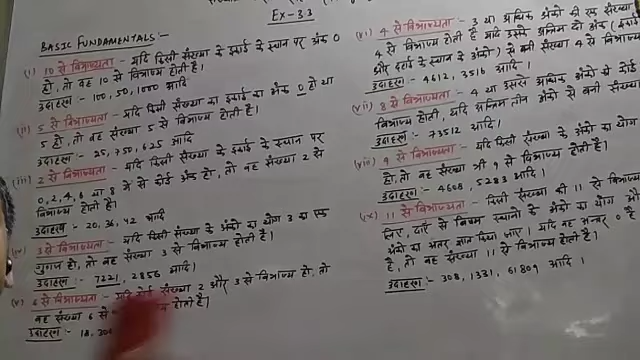 Ex-3.3
BASIC FUNDAMENTALS:-
(i) 10 से विभाज्यता - यदि किसी संख्या के इकाई के स्थान पर अंक 0
हो, तो वह 10 से विभाज्य होती है।
उदाहरण :- 100, 50, 1000 आदि
(ii) 5 से विभाज्यता - यदि किसी संख्या का इकाई का अंक 0 हो या
5 हो, तो वह संख्या 5 से विभाज्य होती है।
उदाहरण :- 25, 750, 625 आदि
(iii) 2 से विभाज्यता - यदि किसी संख्या के इकाई के स्थान पर
0, 2, 4, 6 या 8 में से कोई अंक हो, तो वह संख्या 2 से
विभाज्य होती है।
उदाहरण - 20, 36, 42 आदि
(iv) 3 से विभाज्यता - यदि किसी संख्या के अंकों का योग 3 का एक
गुणज हो, तो वह संख्या 3 से विभाज्य होती है।
उदाहरण :- 7221, 2856 आदि।
(v) 6 से विभाज्यता - यदि कोई संख्या 2 और 3 से विभाज्य हो, तो
वह संख्या 6 से होती है।
उदाहरण :- 18, 
(vi) 4 से विभाज्यता - 3 या अधिक अंकों की एक संख्या
4 से विभाज्य होती है यदि उसके अन्तिम दो अंक (इकाई
और दहाई के स्थान के अंकों) से बनी संख्या 4 से विभाज्य
उदाहरण - 4612, 3516 आदि।
(vii) 8 से विभाज्यता - 4 या उससे अधिक अंकों की कोई
विभाज्य होती, यदि अन्तिम तीन अंकों से बनी संख्या
उदाहरण :- 73512 आदि।
(viii) 9 से विभाज्यता - यदि किसी संख्या के अंकों का योग
हो, तो वह संख्या भी 9 से विभाज्य होती है।
उदाहरण :- 4608, 5283 आदि।
(ix) 11 से विभाज्यता - किसी संख्या की 11 से विभाज्य
लिए, दाएँ से विषम स्थानों के अंकों का योग
अंकों का अंतर ज्ञात किया जाए। यदि यह अन्तर 0 है
है, तो वह संख्या 11 से विभाज्य होती है।
उदाहरण :- 308, 1331, 61809 आदि।